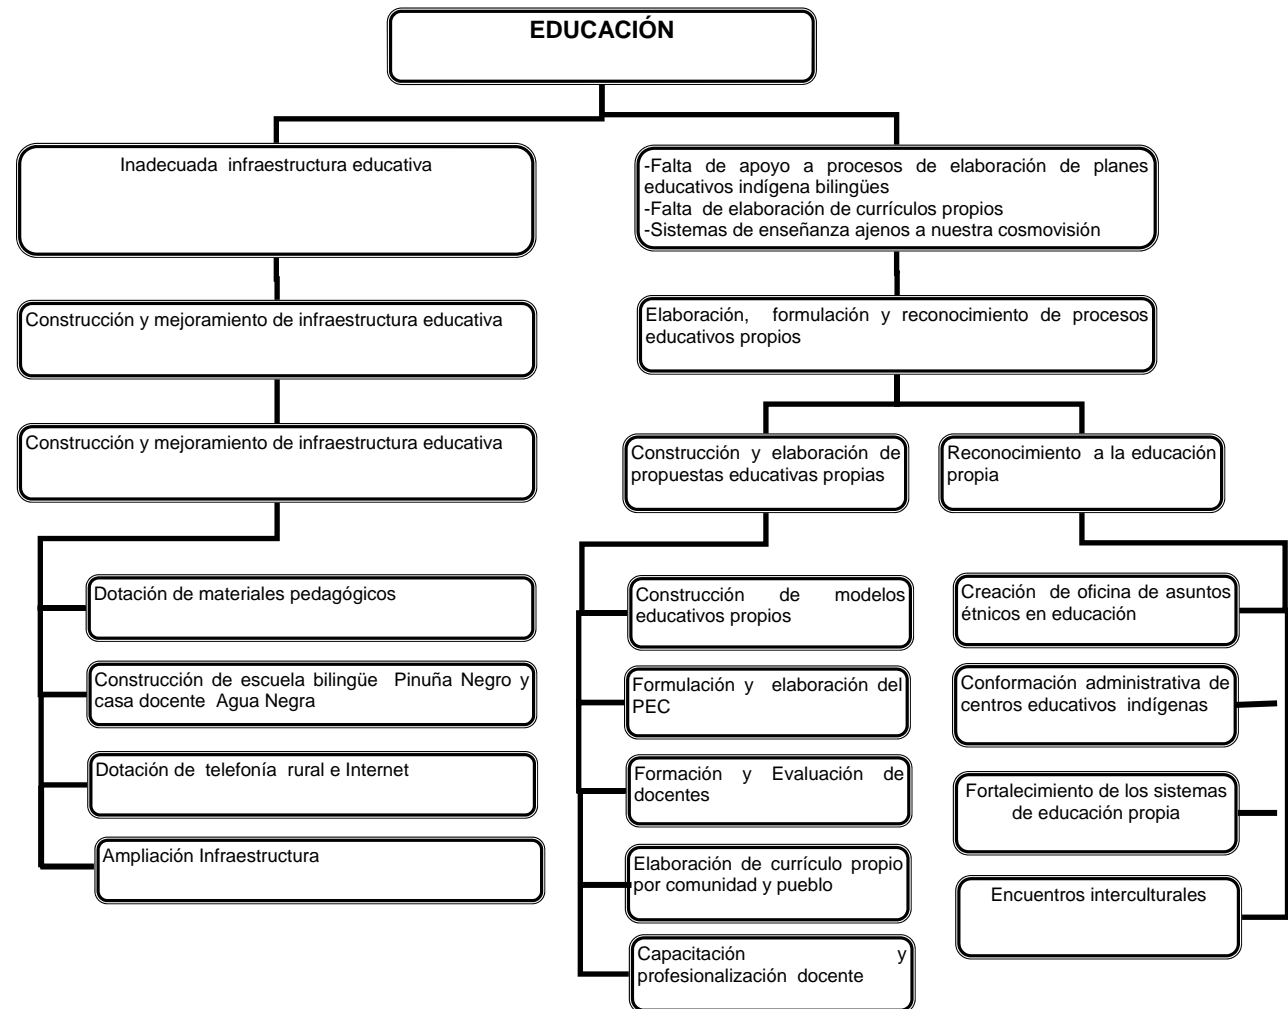 EDUCACIÓN
Inadecuada infraestructura educativa
-Falta de apoyo a procesos de elaboración de planes
educativos indígena bilingües
-Falta de elaboración de currículos propios
-Sistemas de enseñanza ajenos a nuestra cosmovisión
Construcción y mejoramiento de infraestructura educativa
Elaboración, formulación y reconocimiento de procesos
educativos propios
Construcción y mejoramiento de infraestructura educativa
Construcción y elaboración de
propuestas educativas propias
Reconocimiento a la educación
propia
Dotación de materiales pedagógicos
Construcción de escuela bilingüe Pinuña Negro y
casa docente Agua Negra
Dotación de telefonía rural e Internet
Ampliación Infraestructura
Construcción de modelos
educativos propios
Formulación y elaboración del
PEC
Formación y Evaluación de
docentes
Elaboración de currículo propio
por comunidad y pueblo
Capacitación y
profesionalización docente
Creación de oficina de asuntos
étnicos en educación
Conformación administrativa de
centros educativos indígenas
Fortalecimiento de los sistemas
de educación propia
Encuentros interculturales